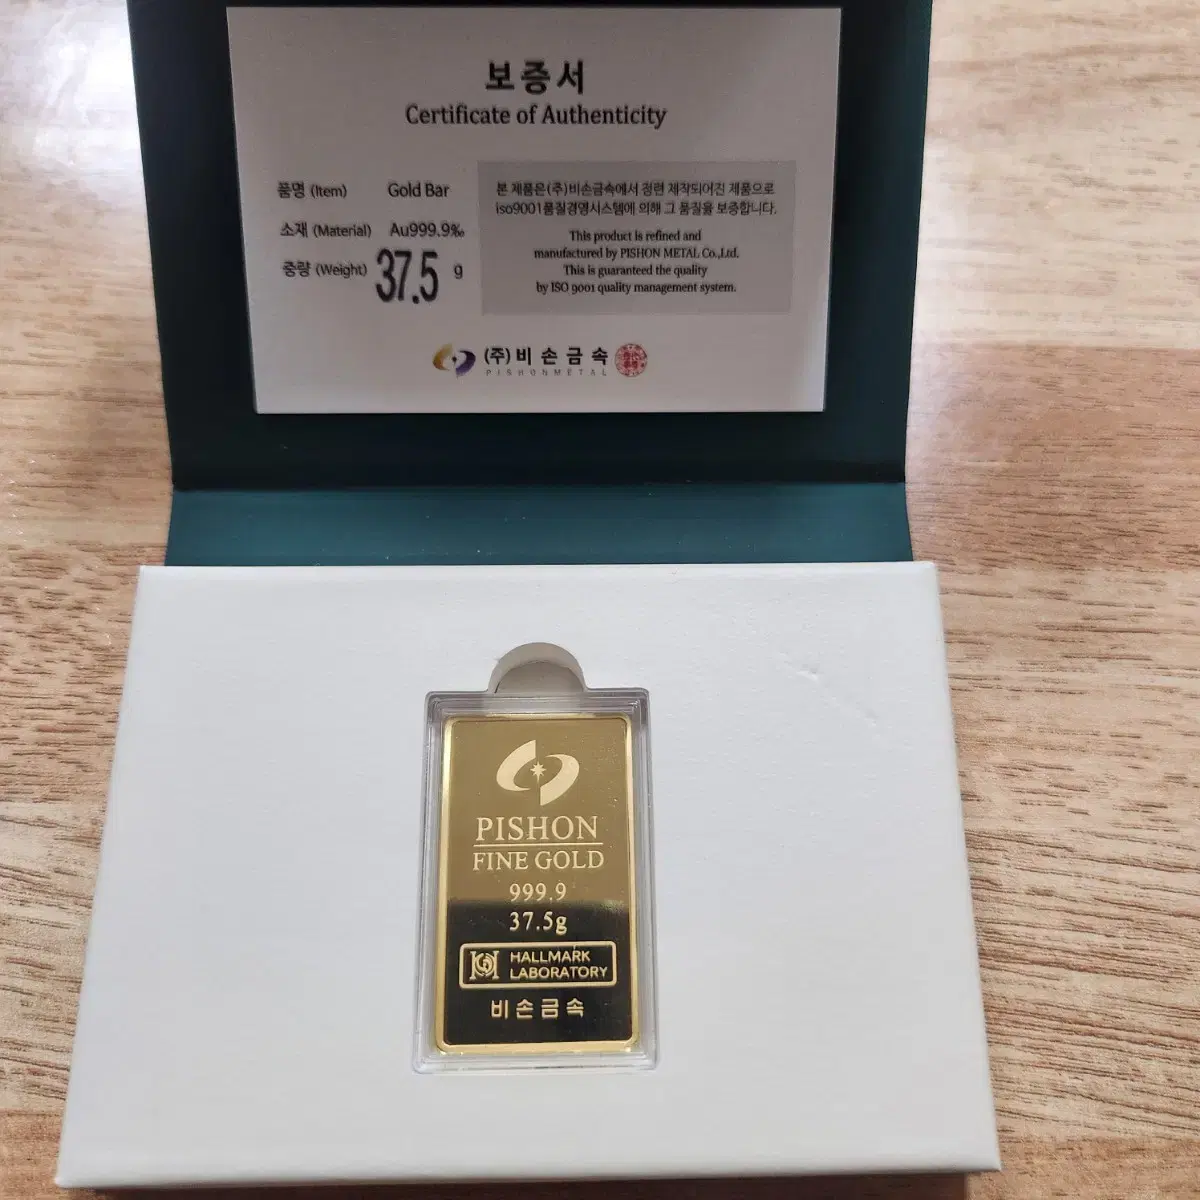 보증서
Certificate of Authenticity
품명 (Item) Gold Bar
소재 (Material) Au999.9‰
중량 (Weight) 37.5 g
본 제품은(주)비손금속에서 정련 제작되어진 제품으로
iso9001품질경영시스템에 의해 그 품질을 보증합니다.
This product is refined and
manufactured by PISHON METAL Co.,Ltd.
This is guaranteed the quality
by ISO 9001 quality management system.
(주)비손금속
PISHONMETAL
PISHON
FINE GOLD
999.9
37.5g
HALLMARK
LABORATORY
비손금속